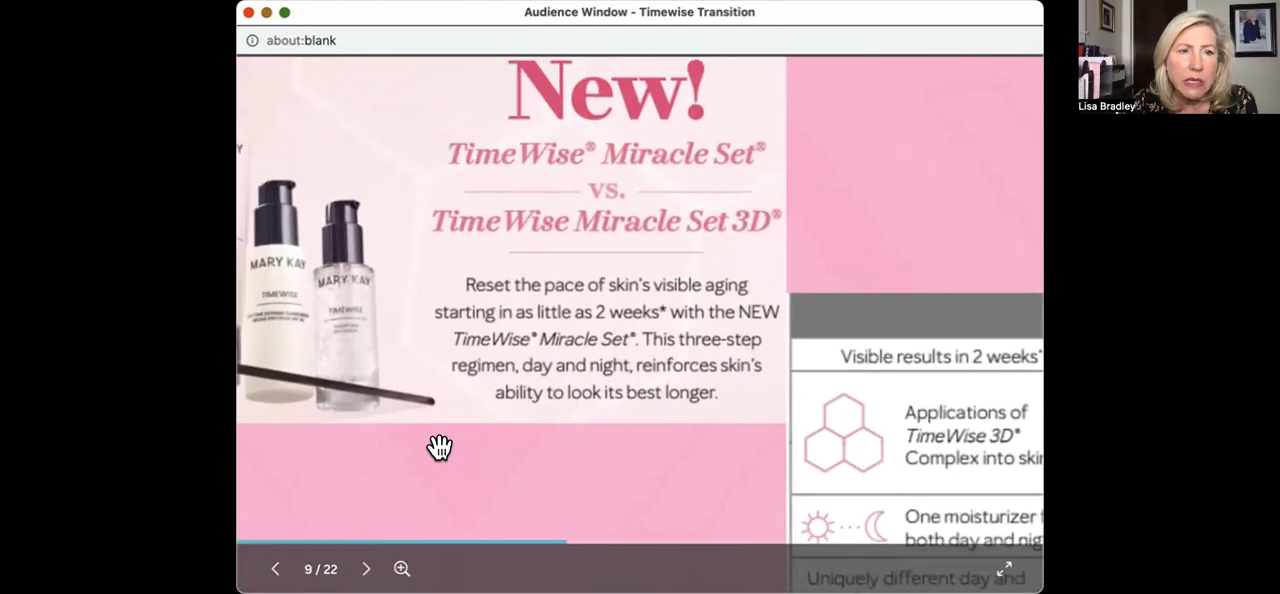 Audience Window - Timewise Transition
about:blank
Lisa Bradley
New!
TimeWise® Miracle Set®
VS.
TimeWise Miracle Set 3D®
MARY KAY
TIMEWISE
MARY KAY
TIMEWISE
Reset the pace of skin's visible aging
starting in as little as 2 weeks* with the NEW
TimeWise® Miracle Set®. This three-step
regimen, day and night, reinforces skin's
ability to look its best longer.
Visible results in 2 weeks*
Applications of
TimeWise 3D®
Complex into skin
One moisturizer f
both day and nig
Uniquely different day and
9 / 22